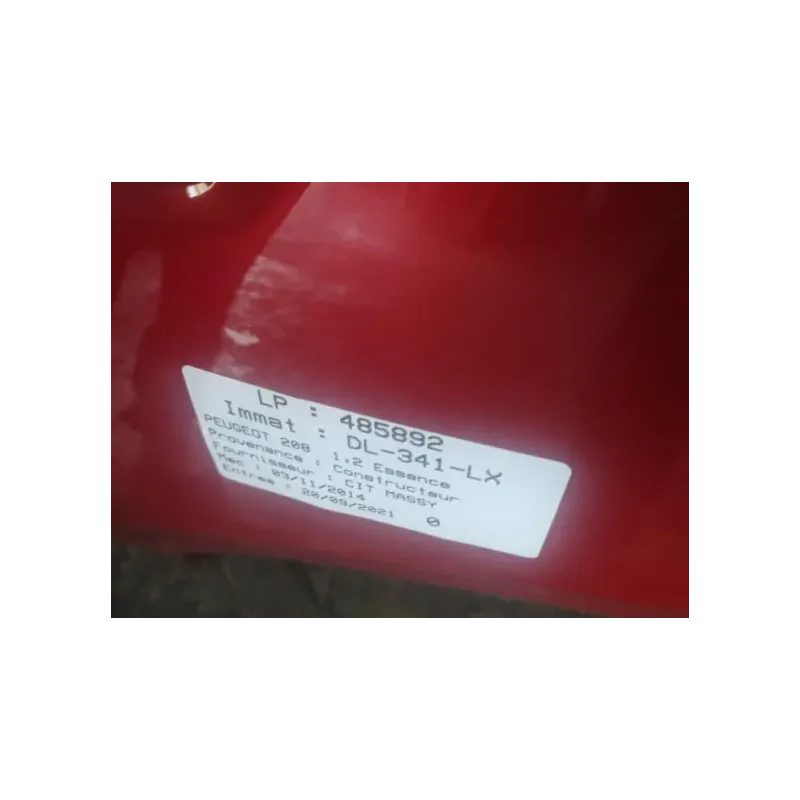 LP : 485892
Immat : DL-341-LX
PEUGEOT 208 1.2 Essence
Provenance : Constructeur
Fournisseur : CIT MASSY
Mec : 03/11/2014
Entree : 20/09/2021 0